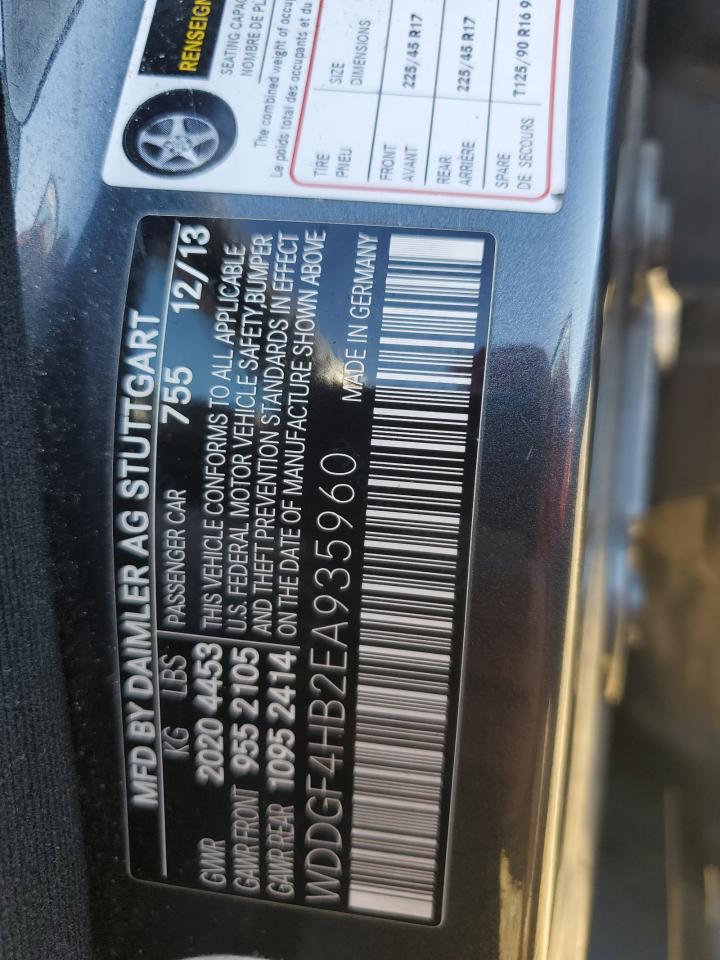 RENSEIGN
SEATING CAPAC
NOMBRE DE PL
The combined weight of occup
Le poids total des occupants et du
TIRE SIZE
PNEU DIMENSIONS
FRONT 225/45 R17
AVANT
REAR 225/45 R17
ARRIÈRE
SPARE T125/90 R16 9
DE SECOURS
MFD BY DAIMLER AG STUTTGART
KG LBS PASSENGER CAR 755 12/13
GWR 2020 4453 THIS VEHICLE CONFORMS TO ALL APPLICABLE
GAWR FRONT 955 2105 U.S. FEDERAL MOTOR VEHICLE SAFETY,BUMPER
GAWR REAR 1095 2414 AND THEFT PREVENTION STANDARDS IN EFFECT
ON THE DATE OF MANUFACTURE SHOWN ABOVE
WDDGF4HB2EA935960 MADE IN GERMANY